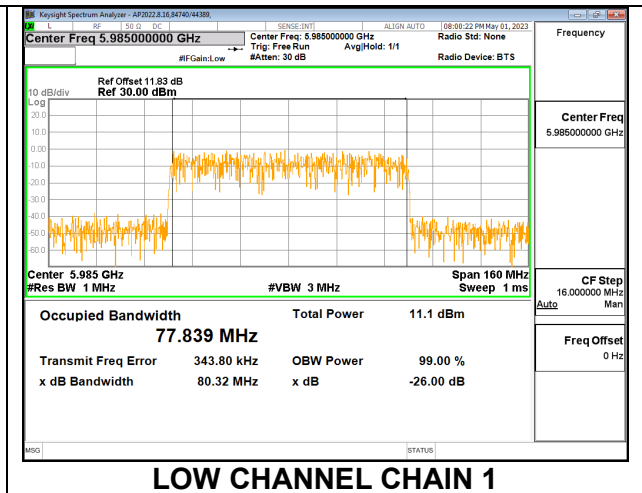 Keysight Spectrum Analyzer - AP2022.8.16,84740/44389,
LXI L RF 50 Ω DC SENSE:INT ALIGN AUTO 08:00:22 PM May 01, 2023
Center Freq 5.985000000 GHz
Center Freq: 5.985000000 GHz
Radio Std: None
Trig: Free Run Avg|Hold: 1/1
#IFGain:Low #Atten: 30 dB Radio Device: BTS
Frequency
Ref Offset 11.83 dB
10 dB/div Ref 30.00 dBm
Log
20.0
10.0
0.00
-10.0
-20.0
-30.0
-40.0
-50.0
-60.0
Center 5.985 GHz Span 160 MHz
#Res BW 1 MHz #VBW 3 MHz Sweep 1 ms
Occupied Bandwidth Total Power 11.1 dBm
77.839 MHz
Transmit Freq Error 343.80 kHz OBW Power 99.00 %
x dB Bandwidth 80.32 MHz x dB -26.00 dB
Center Freq
5.985000000 GHz
CF Step
16.000000 MHz
Auto Man
Freq Offset
0 Hz
MSG STATUS
LOW CHANNEL CHAIN 1